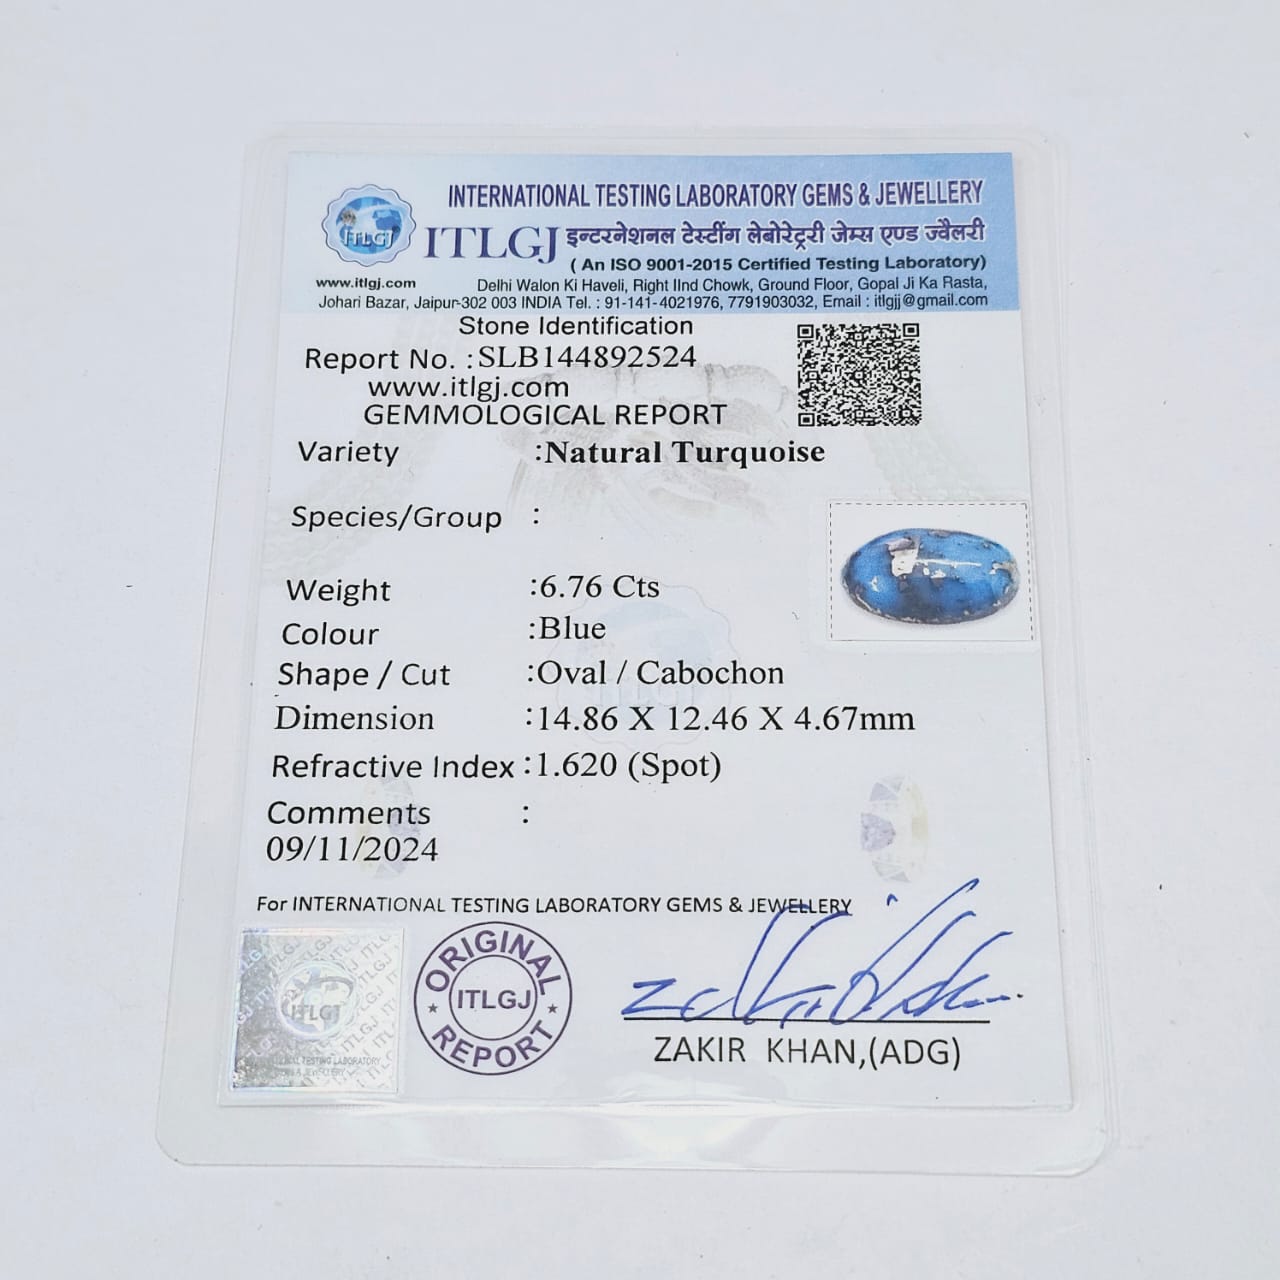 INTERNATIONAL TESTING LABORATORY GEMS & JEWELLERY
ITLGJ
ITLGJ इन्टरनेशनल टेस्टींग लेबोरेट्री जेम्स एण्ड ज्वैलरी
( An ISO 9001-2015 Certified Testing Laboratory)
www.itlgj.com Delhi Walon Ki Haveli, Right IInd Chowk, Ground Floor, Gopal Ji Ka Rasta,
Johari Bazar, Jaipur-302 003 INDIA Tel. : 91-141-4021976, 7791903032, Email : itlgjj@gmail.com
Stone Identification
Report No. : SLB144892524
www.itlgj.com
GEMMOLOGICAL REPORT
Variety :Natural Turquoise
Species/Group :
Weight :6.76 Cts
Colour :Blue
Shape / Cut :Oval / Cabochon
Dimension :14.86 X 12.46 X 4.67mm
Refractive Index :1.620 (Spot)
Comments :
09/11/2024
For INTERNATIONAL TESTING LABORATORY GEMS & JEWELLERY
ITLGJ
ORIGINAL
ITLGJ
REPORT
ZAKIR KHAN,(ADG)